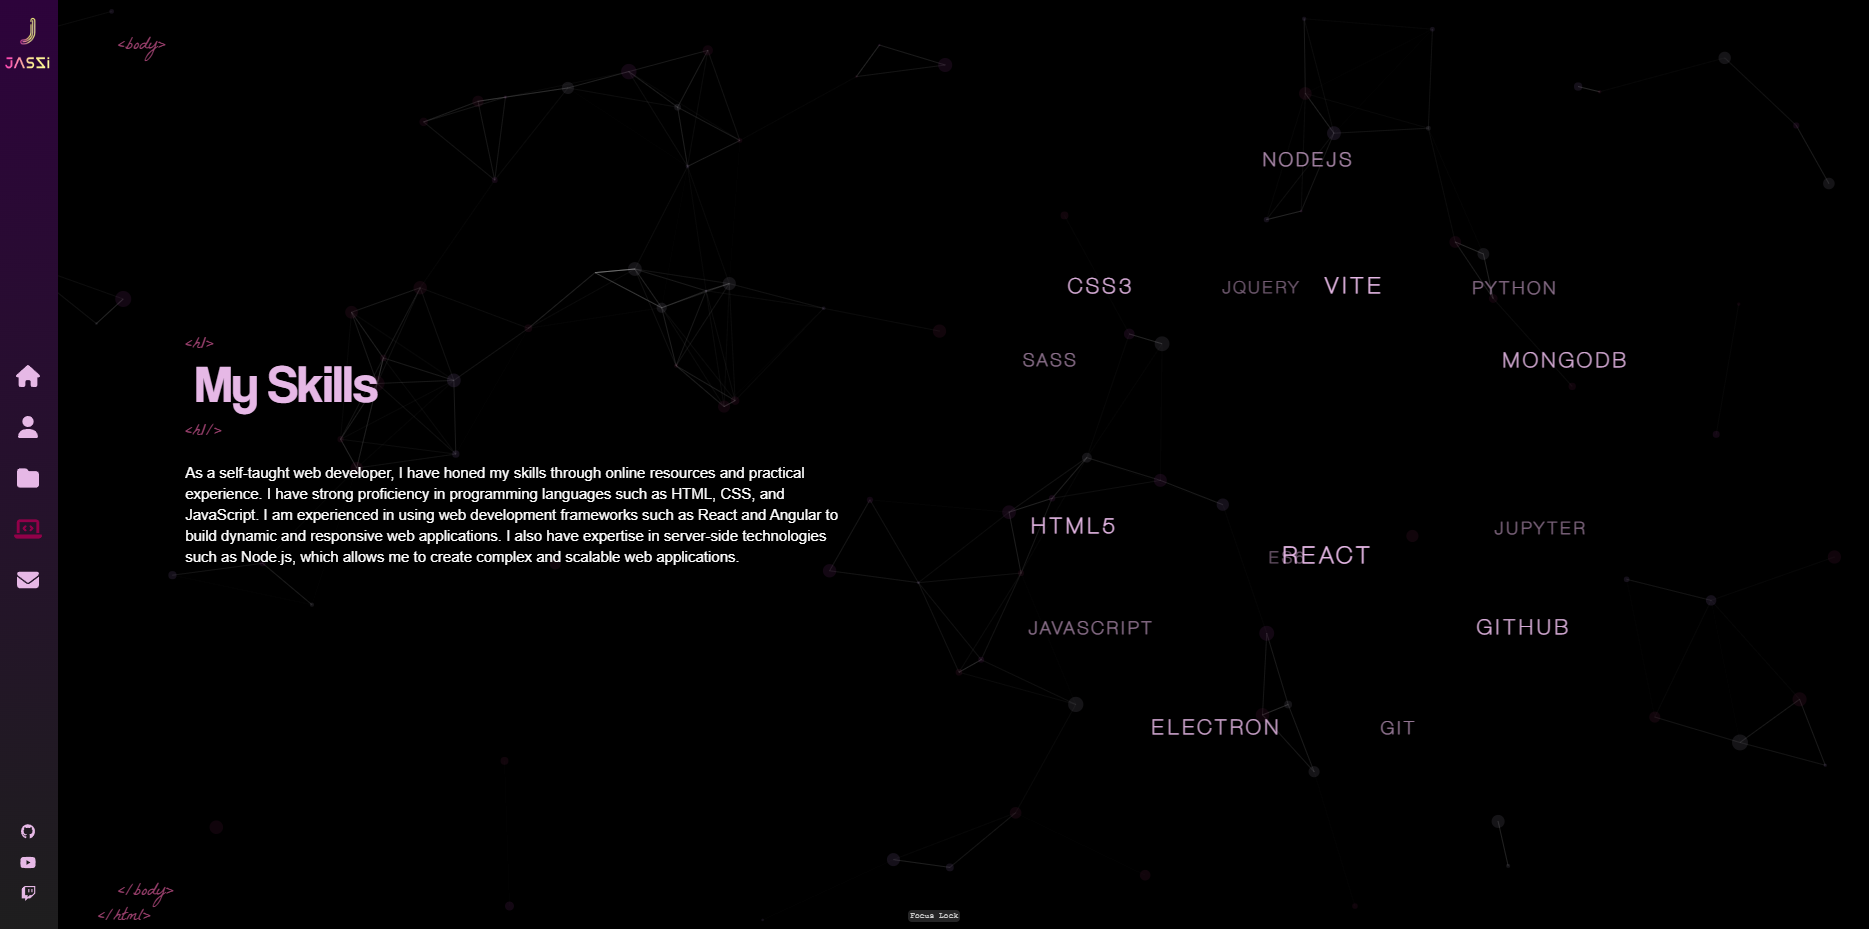 JΛSSi
<body>
<h1>
My Skills
<h1/>
As a self-taught web developer, I have honed my skills through online resources and practical
experience. I have strong proficiency in programming languages such as HTML, CSS, and
JavaScript. I am experienced in using web development frameworks such as React and Angular to
build dynamic and responsive web applications. I also have expertise in server-side technologies
such as Node.js, which allows me to create complex and scalable web applications.
NODEJS
CSS3
JQUERY
VITE
PYTHON
SASS
MONGODB
HTML5
JUPYTER
REACT
JAVASCRIPT
GITHUB
ELECTRON
GIT
</body>
</html>
Focus Lock